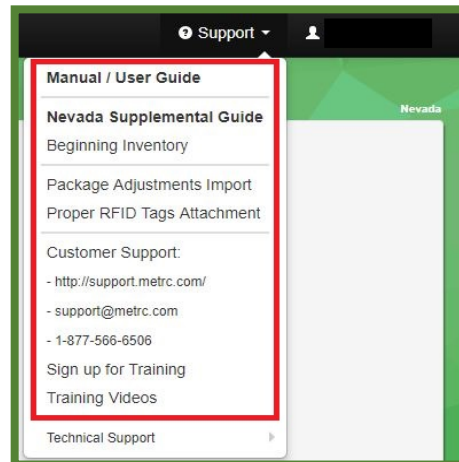 Support
Manual / User Guide
Nevada
Nevada Supplemental Guide
Beginning Inventory
Package Adjustments Import
Proper RFID Tags Attachment
Customer Support:
- http://support.metrc.com/
- support@metrc.com
- 1-877-566-6506
Sign up for Training
Training Videos
Technical Support